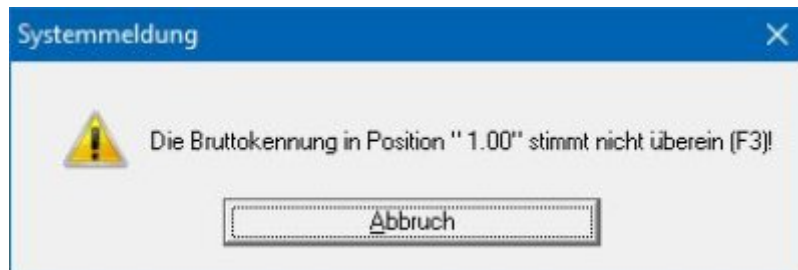 Systemmeldung
Die Bruttokennung in Position " 1.00" stimmt nicht überein (F3)!
Abbruch